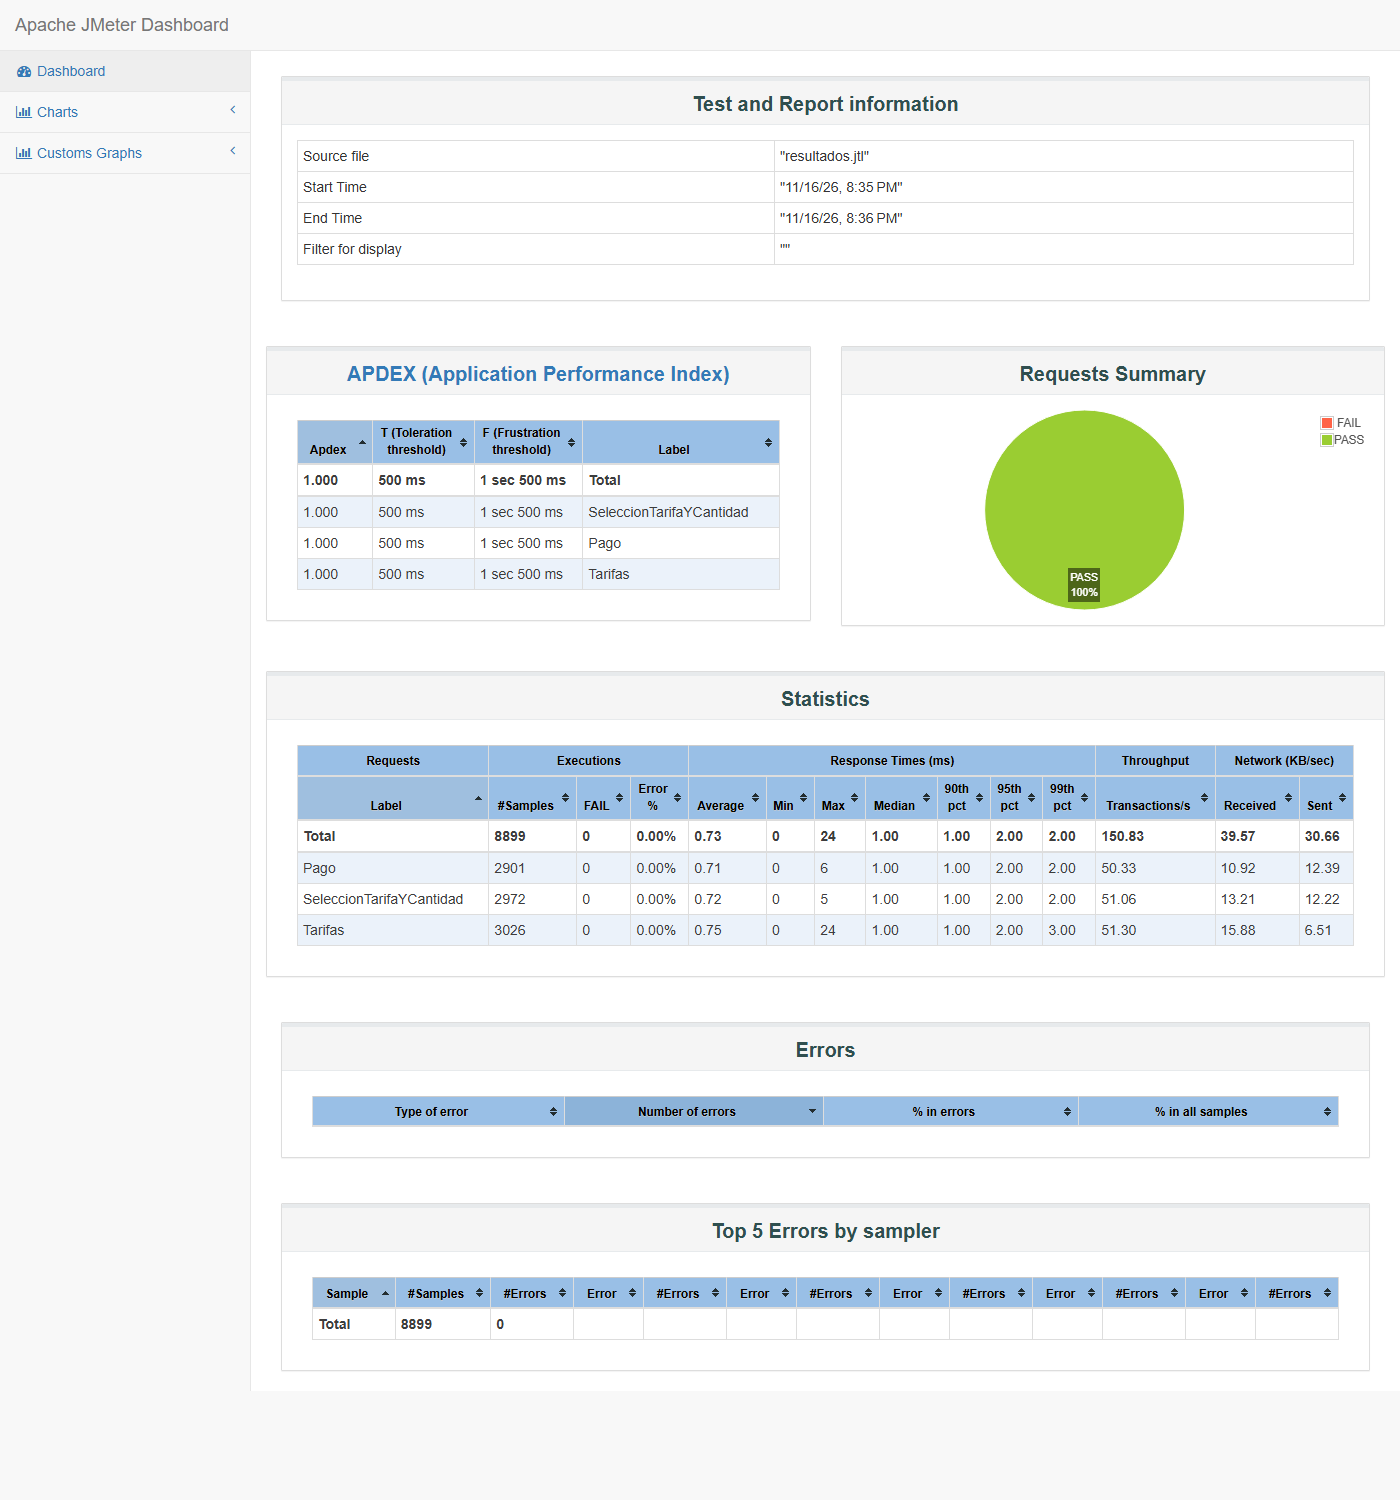 Apache JMeter Dashboard
Dashboard
Charts
Customs Graphs
Test and Report information
Source file "resultados.jtl"
Start Time "11/16/26, 8:35 PM"
End Time "11/16/26, 8:36 PM"
Filter for display ""
APDEX (Application Performance Index)
Apdex T (Toleration threshold) F (Frustration threshold) Label
1.000 500 ms 1 sec 500 ms Total
1.000 500 ms 1 sec 500 ms SeleccionTarifaYCantidad
1.000 500 ms 1 sec 500 ms Pago
1.000 500 ms 1 sec 500 ms Tarifas
Requests Summary
FAIL
PASS
PASS
100%
Statistics
Requests Executions Response Times (ms) Throughput Network (KB/sec)
Label #Samples FAIL Error % Average Min Max Median 90th pct 95th pct 99th pct Transactions/s Received Sent
Total 8899 0 0.00% 0.73 0 24 1.00 1.00 2.00 2.00 150.83 39.57 30.66
Pago 2901 0 0.00% 0.71 0 6 1.00 1.00 2.00 2.00 50.33 10.92 12.39
SeleccionTarifaYCantidad 2972 0 0.00% 0.72 0 5 1.00 1.00 2.00 2.00 51.06 13.21 12.22
Tarifas 3026 0 0.00% 0.75 0 24 1.00 1.00 2.00 3.00 51.30 15.88 6.51
Errors
Type of error Number of errors % in errors % in all samples
Top 5 Errors by sampler
Sample #Samples #Errors Error #Errors Error #Errors Error #Errors Error #Errors Error #Errors
Total 8899 0